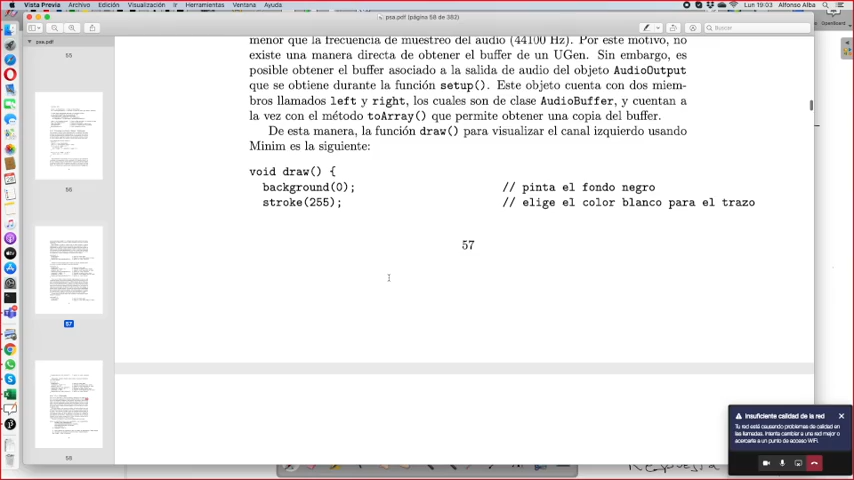 Vista Previa Archivo Edición Visualización Ir Herramientas Ventana Ayuda
Lun 19:03 Alfonso Alba
psa.pdf (página 58 de 382)
Buscar
OpenBoard
psa.pdf
55
56
57
58
menor que la frecuencia de muestreo del audio (44100 Hz). Por este motivo, no
existe una manera directa de obtener el buffer de un UGen. Sin embargo, es
posible obtener el buffer asociado a la salida de audio del objeto AudioOutput
que se obtiene durante la función setup(). Este objeto cuenta con dos miem-
bros llamados left y right, los cuales son de clase AudioBuffer, y cuentan a
la vez con el método toArray() que permite obtener una copia del buffer.
De esta manera, la función draw() para visualizar el canal izquierdo usando
Minim es la siguiente:
void draw() {
background(0); // pinta el fondo negro
stroke(255); // elige el color blanco para el trazo
57
Insuficiente calidad de la red
Tu red está causando problemas de calidad en
las llamadas. Intenta cambiar a una red mejor o
acercarte a un punto de acceso WiFi.